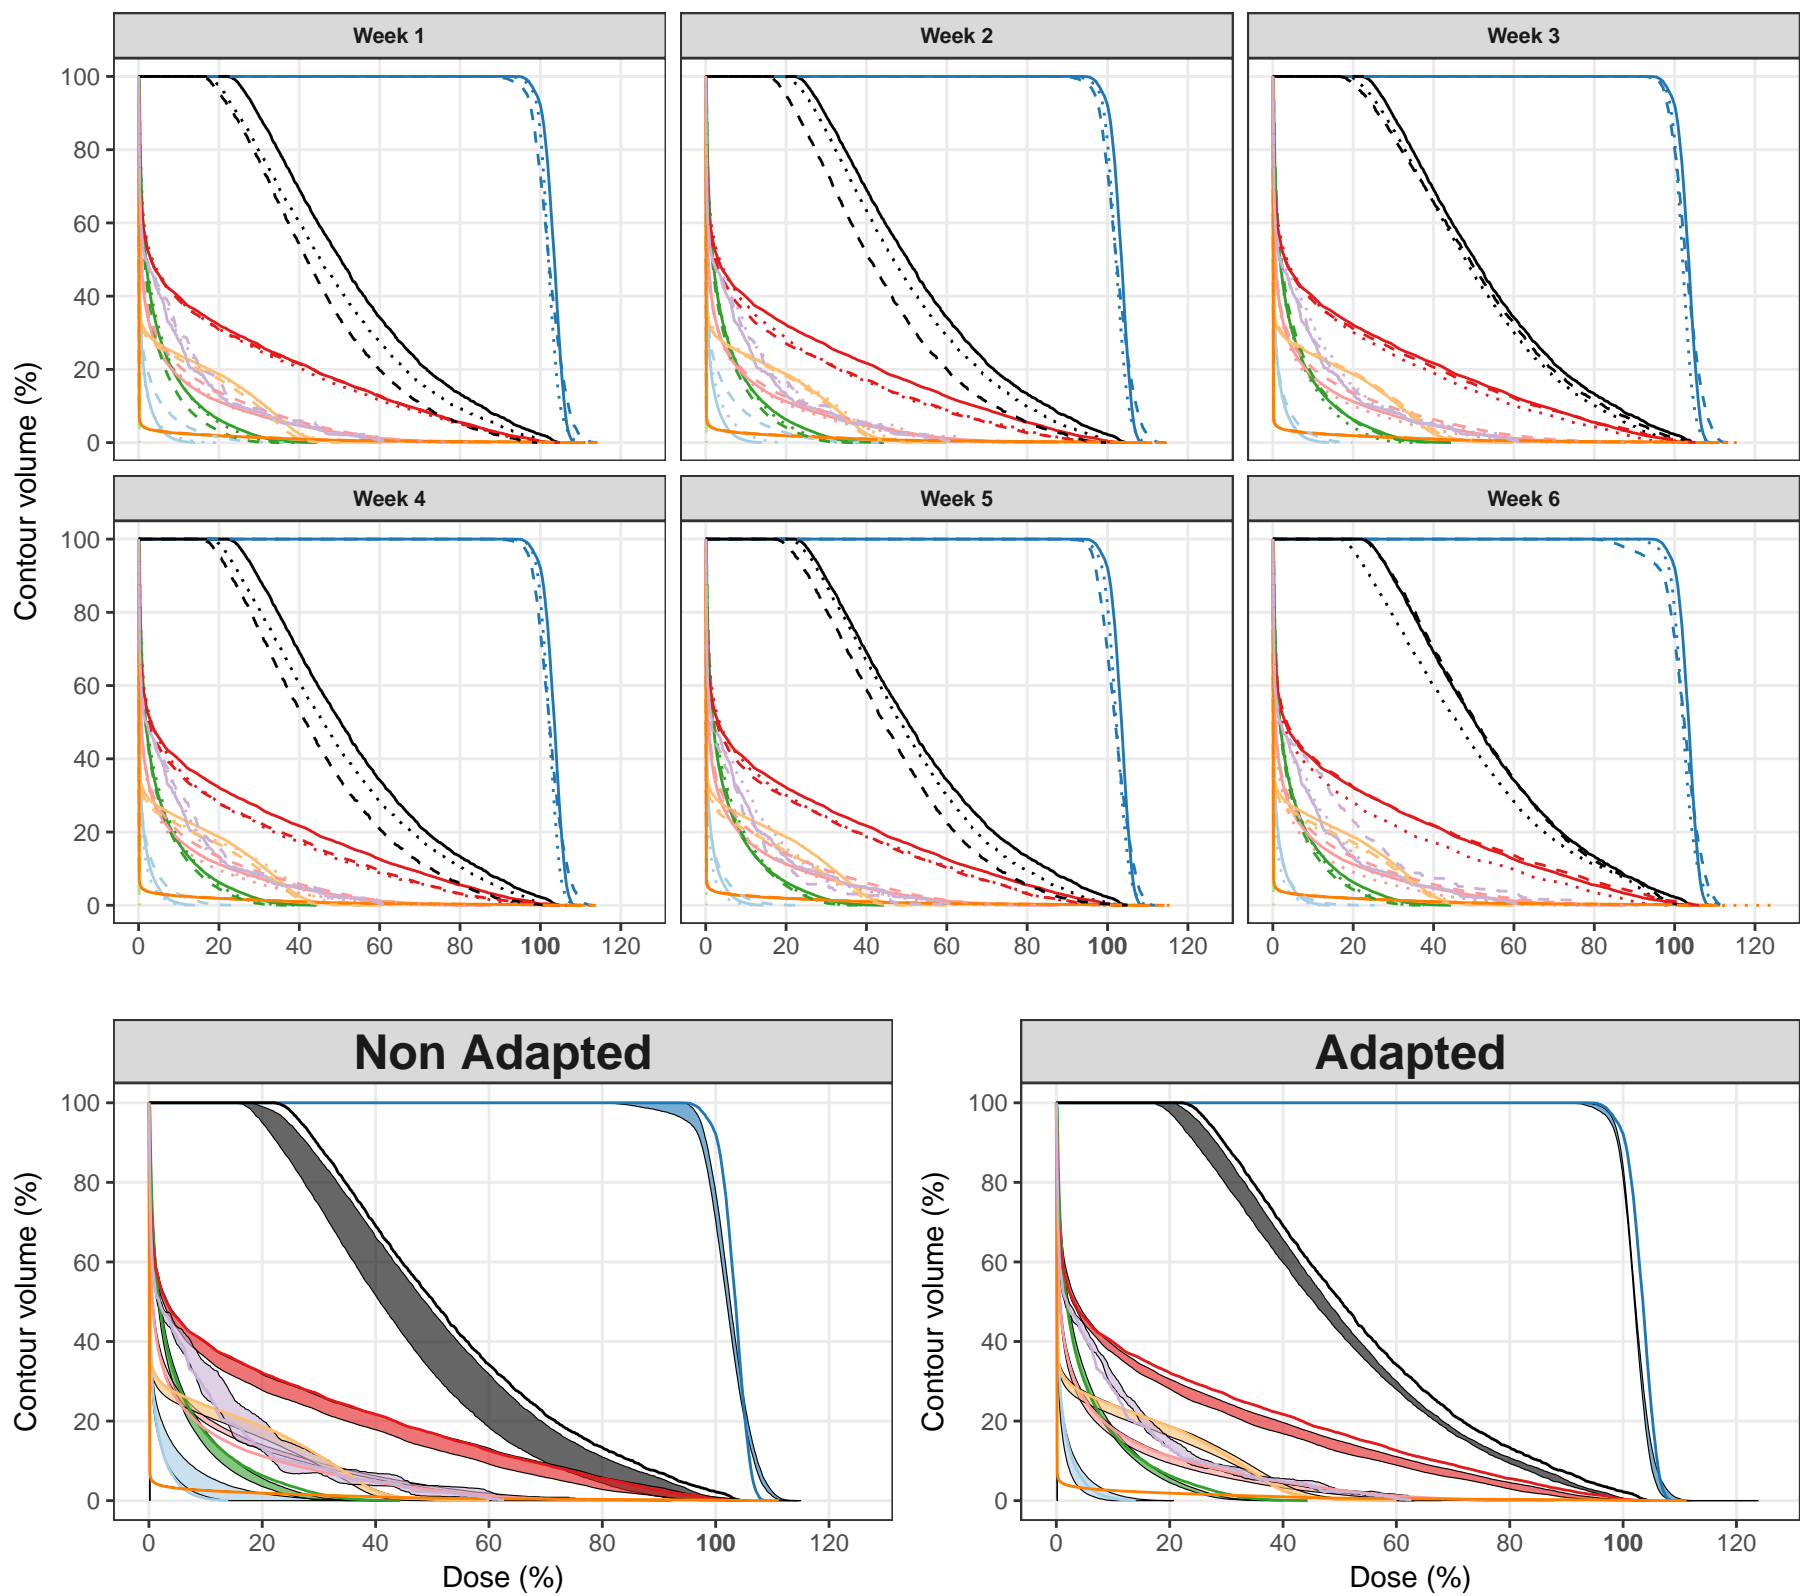 Week 1 Week 2 Week 3
100
80
60
40
20
0
Week 4 Week 5 Week 6
100
80
60
40
20
0
Contour volume (%)
0 20 40 60 80 100 120 0 20 40 60 80 100 120 0 20 40 60 80 100 120
Non Adapted Adapted
100 100
80 80
60 60
40 40
20 20
0 0
Contour volume (%) Contour volume (%)
0 20 40 60 80 100 120 0 20 40 60 80 100 120
Dose (%) Dose (%)